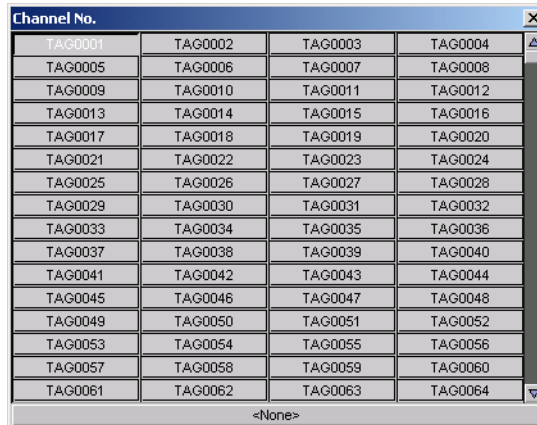 Channel No.
TAG0001 TAG0002 TAG0003 TAG0004
TAG0005 TAG0006 TAG0007 TAG0008
TAG0009 TAG0010 TAG0011 TAG0012
TAG0013 TAG0014 TAG0015 TAG0016
TAG0017 TAG0018 TAG0019 TAG0020
TAG0021 TAG0022 TAG0023 TAG0024
TAG0025 TAG0026 TAG0027 TAG0028
TAG0029 TAG0030 TAG0031 TAG0032
TAG0033 TAG0034 TAG0035 TAG0036
TAG0037 TAG0038 TAG0039 TAG0040
TAG0041 TAG0042 TAG0043 TAG0044
TAG0045 TAG0046 TAG0047 TAG0048
TAG0049 TAG0050 TAG0051 TAG0052
TAG0053 TAG0054 TAG0055 TAG0056
TAG0057 TAG0058 TAG0059 TAG0060
TAG0061 TAG0062 TAG0063 TAG0064
<None>